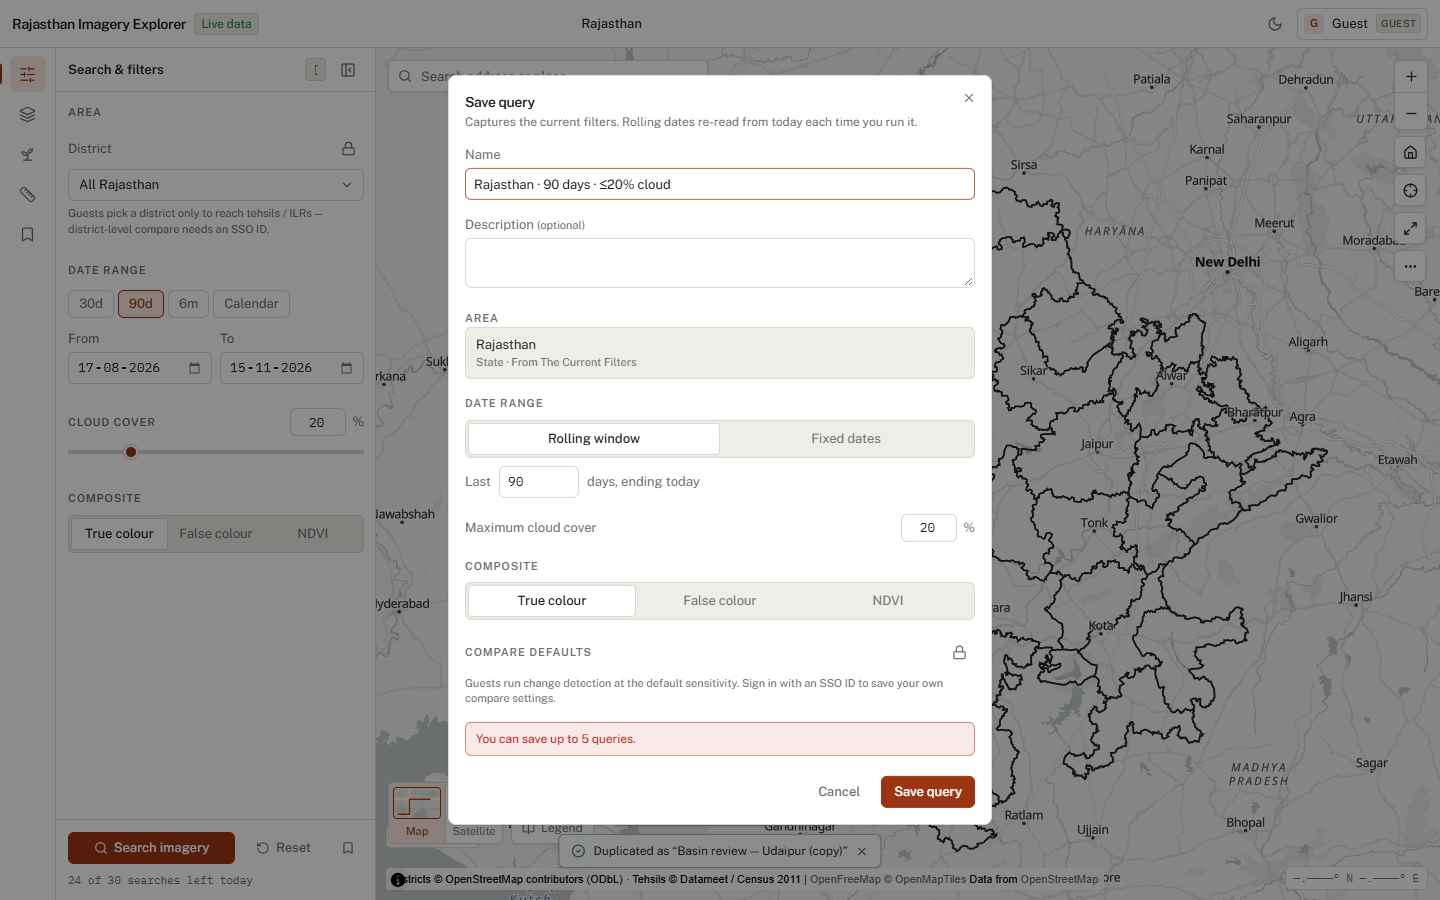 Rajasthan Imagery Explorer
Live data
Rajasthan
G
Guest
GUEST
Search & filters
AREA
District
All Rajasthan
Guests pick a district only to reach tehsils / ILRs —
district-level compare needs an SSO ID.
DATE RANGE
30d
90d
6m
Calendar
From
To
17-08-2026
15-11-2026
CLOUD COVER
20
%
COMPOSITE
True colour
False colour
NDVI
Search imagery
Reset
24 of 30 searches left today
Save query
Captures the current filters. Rolling dates re-read from today each time you run it.
Name
Rajasthan · 90 days · ≤20% cloud
Description (optional)
AREA
Rajasthan
State · From The Current Filters
DATE RANGE
Rolling window
Fixed dates
Last
90
days, ending today
Maximum cloud cover
20
%
COMPOSITE
True colour
False colour
NDVI
COMPARE DEFAULTS
Guests run change detection at the default sensitivity. Sign in with an SSO ID to save your own
compare settings.
You can save up to 5 queries.
Cancel
Save query
Patiala
Dehradun
Saharanpur
Karnal
Sirsa
Panipat
Meerut
HARYĀNA
New Delhi
Aligarh
Sikar
Alwar
Bharatpur
Agra
Jaipur
Etawah
Tonk
Gwalior
Jhansi
Kota
MADHYA
PRADESH
Sagar
Ratlam
Ujjain
Bhopal
Map
Satellite
Legend
Duplicated as “Basin review — Udaipur (copy)”
stricts © OpenStreetMap contributors (ODbL) · Tehsils © Datameet / Census 2011 | OpenFreeMap © OpenMapTiles Data from OpenStreetMap
—.———° N —.———° E